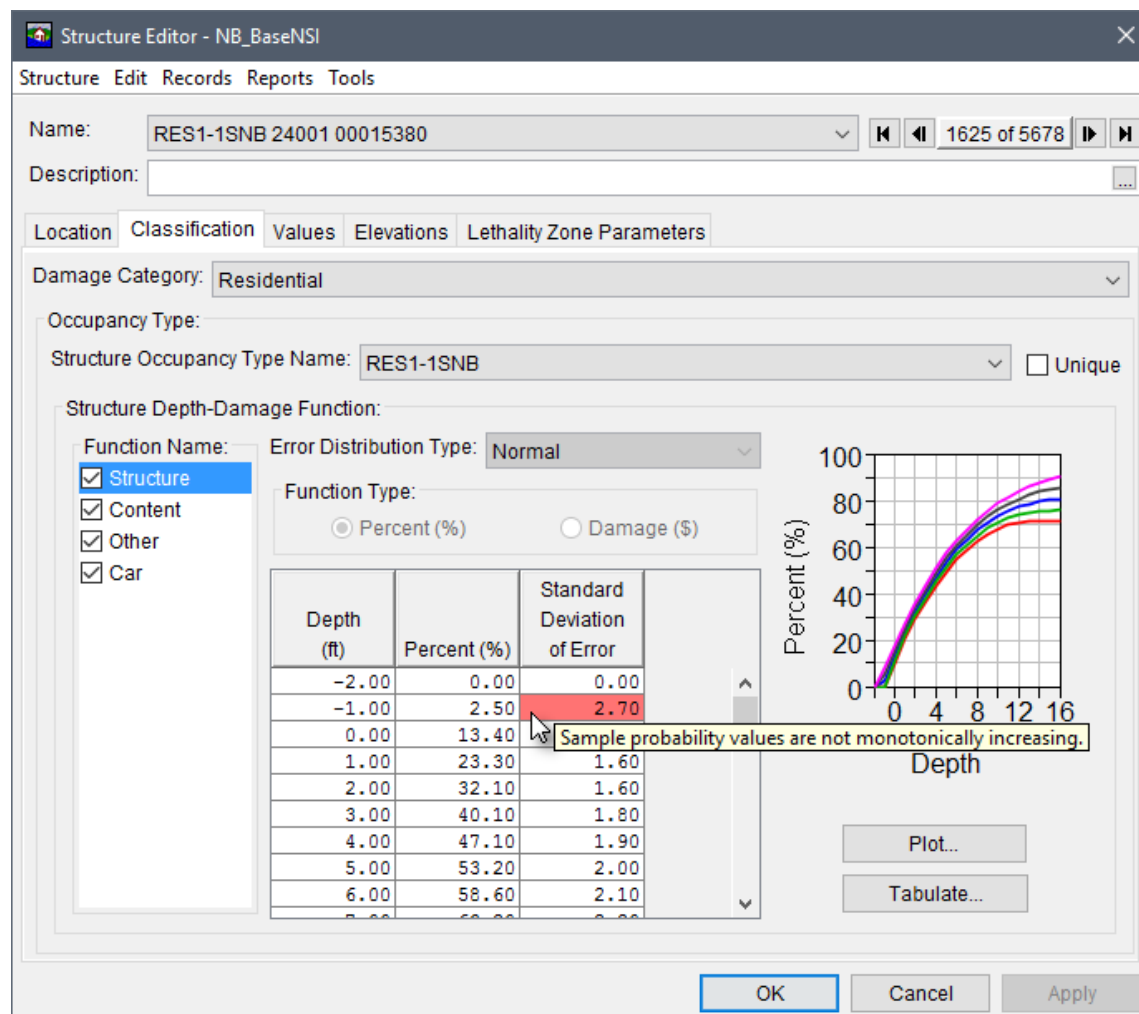 Structure Editor - NB_BaseNSI
Structure Edit Records Reports Tools
Name: RES1-1SNB 24001 00015380 1625 of 5678
Description: ...
Location Classification Values Elevations Lethality Zone Parameters
Damage Category: Residential
Occupancy Type:
Structure Occupancy Type Name: RES1-1SNB Unique
Structure Depth-Damage Function:
Function Name: Error Distribution Type: Normal
Structure
Content
Other
Car
Function Type:
Percent (%) Damage ($)
Depth (ft) Percent (%) Standard Deviation of Error
-2.00 0.00 0.00
-1.00 2.50 2.70
0.00 13.40
1.00 23.30 1.60
2.00 32.10 1.60
3.00 40.10 1.80
4.00 47.10 1.90
5.00 53.20 2.00
6.00 58.60 2.10
Sample probability values are not monotonically increasing.
Percent (%)
100
80
60
40
20
0
0 4 8 12 16
Depth
Plot...
Tabulate...
OK Cancel Apply